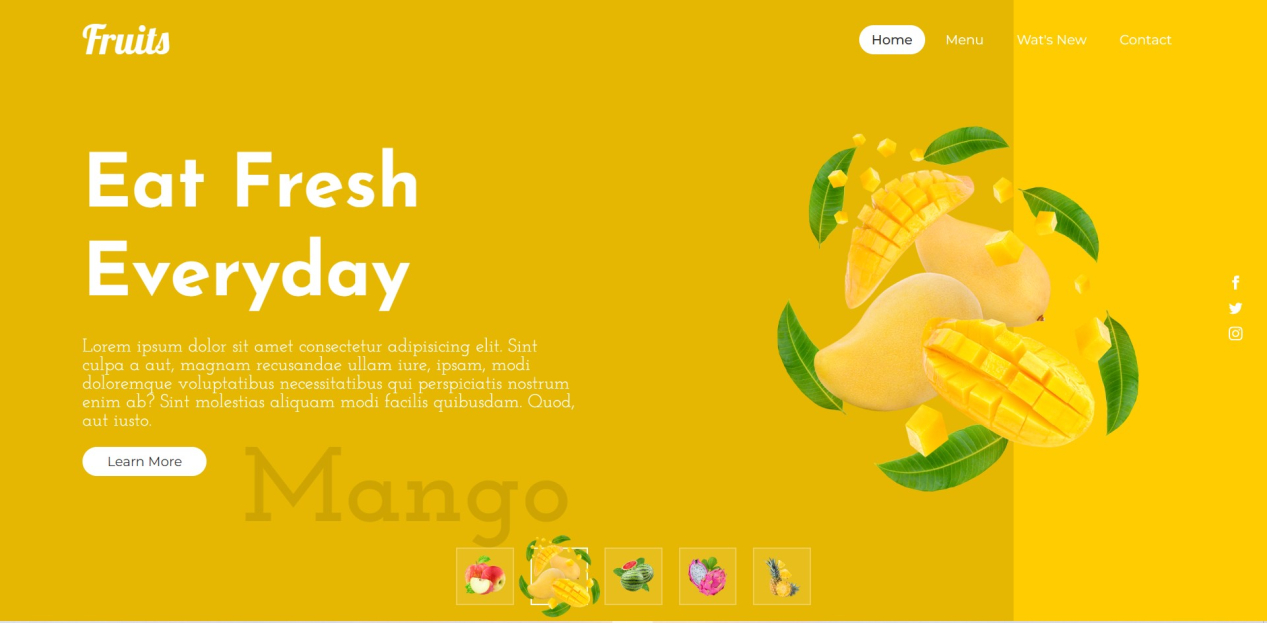 Fruits
Home Menu Wat's New Contact
Eat Fresh
Everyday
Lorem ipsum dolor sit amet consectetur adipisicing elit. Sint
culpa a aut, magnam recusandae ullam iure, ipsam, modi
doloremque voluptatibus necessitatibus qui perspiciatis nostrum
enim ab? Sint molestias aliquam modi facilis quibusdam. Quod,
aut iusto.
Learn More
Mango